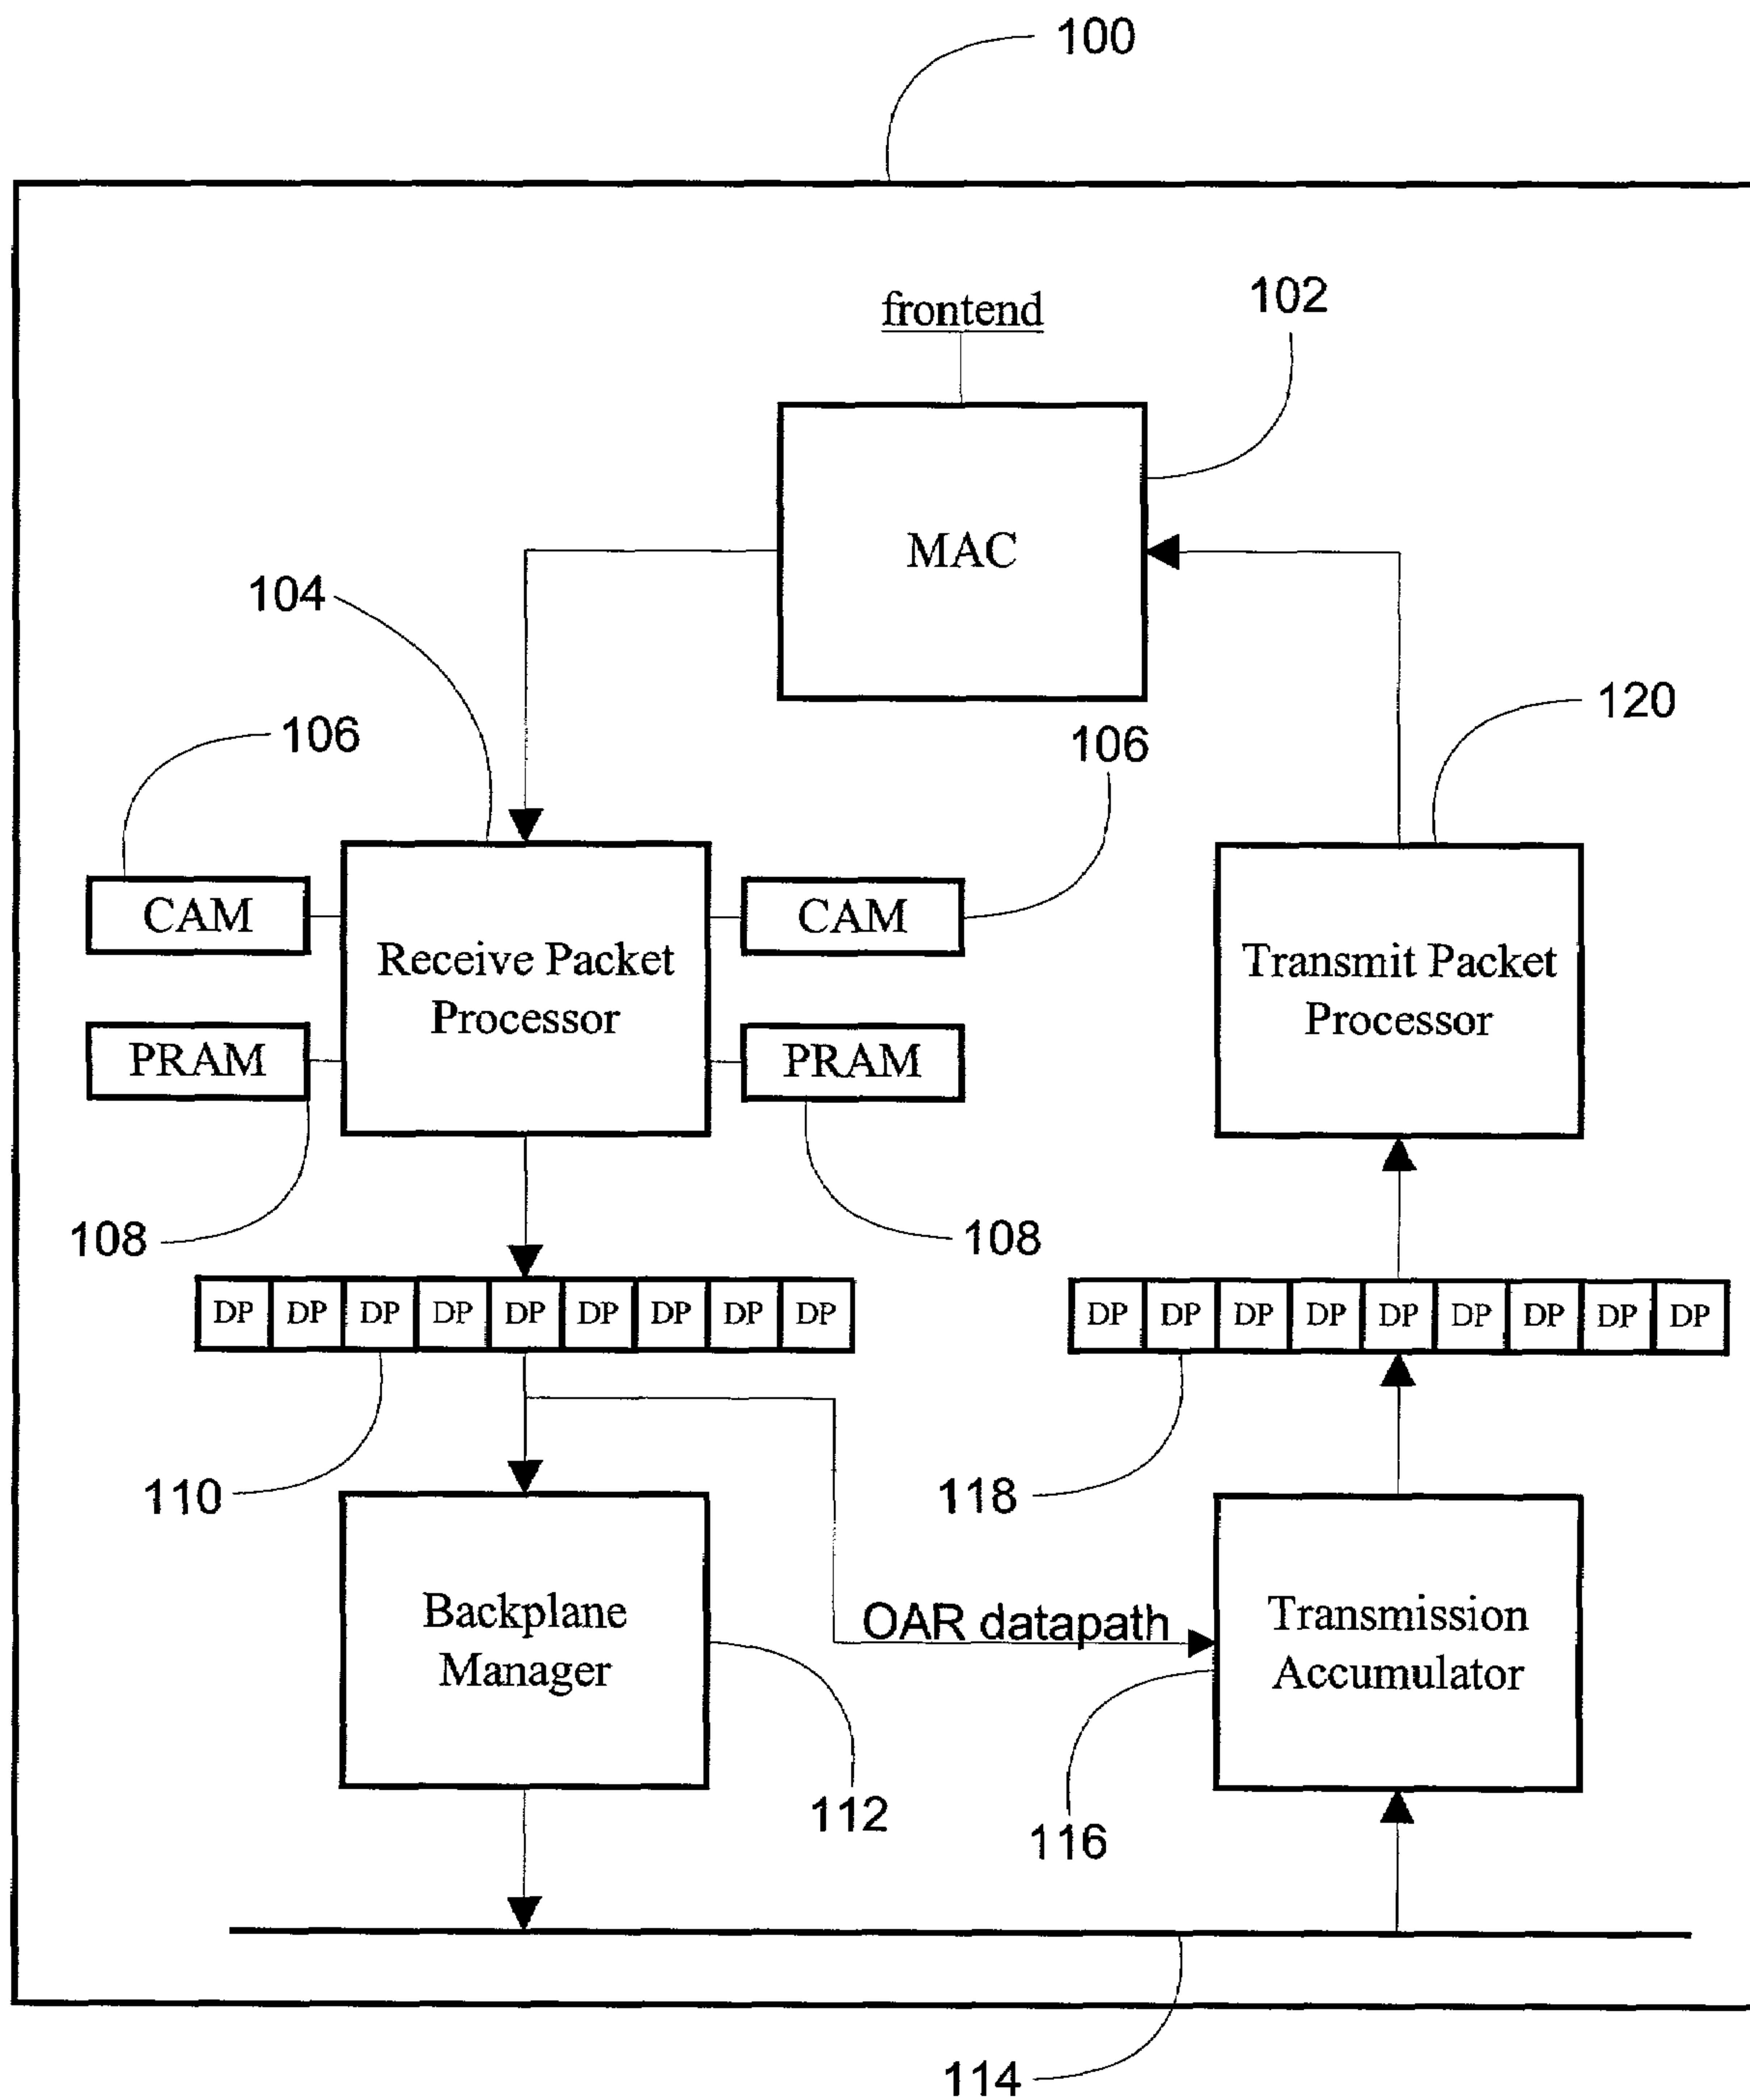 100
frontend
102
MAC
104
106
106
120
CAM
CAM
Receive Packet
Processor
Transmit Packet
Processor
PRAM
PRAM
108
108
DP DP DP DP DP DP DP DP DP
DP DP DP DP DP DP DP DP DP
110
118
Backplane
Manager
OAR datapath
Transmission
Accumulator
112
116
114